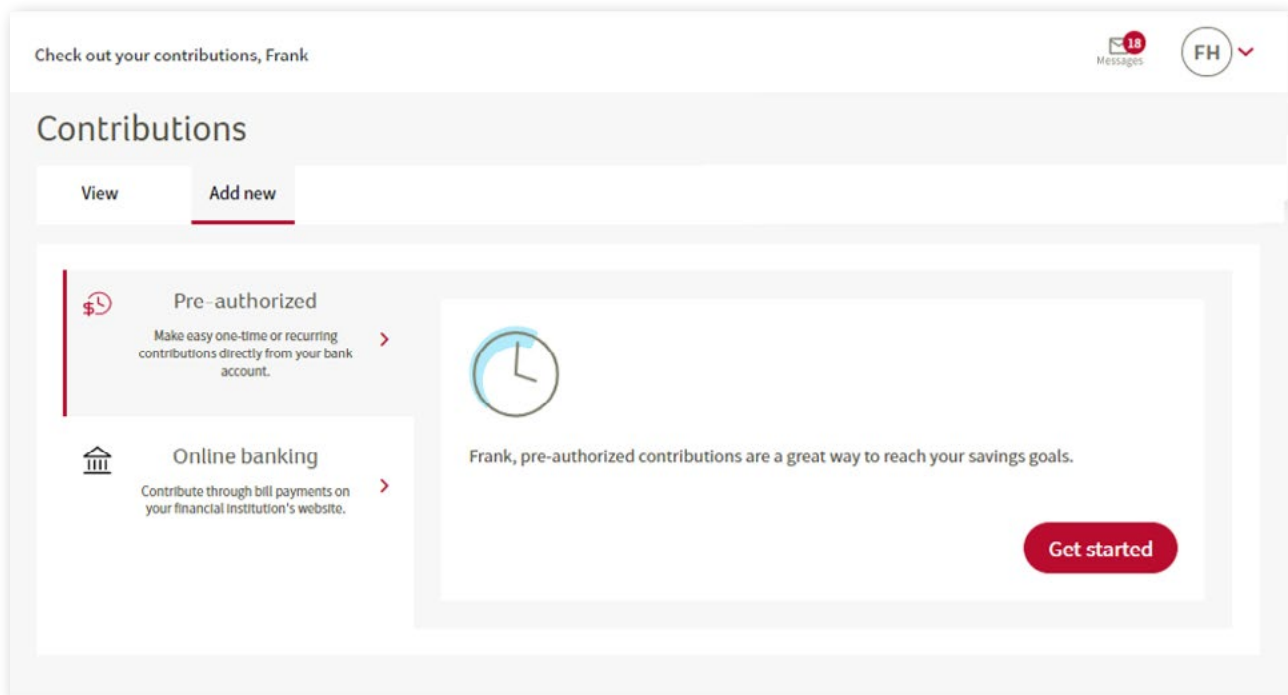 Check out your contributions, Frank
18
Messages
FH
Contributions
View
Add new
$
Pre-authorized
Make easy one-time or recurring
contributions directly from your bank
account.
Online banking
Contribute through bill payments on
your financial institution's website.
Frank, pre-authorized contributions are a great way to reach your savings goals.
Get started